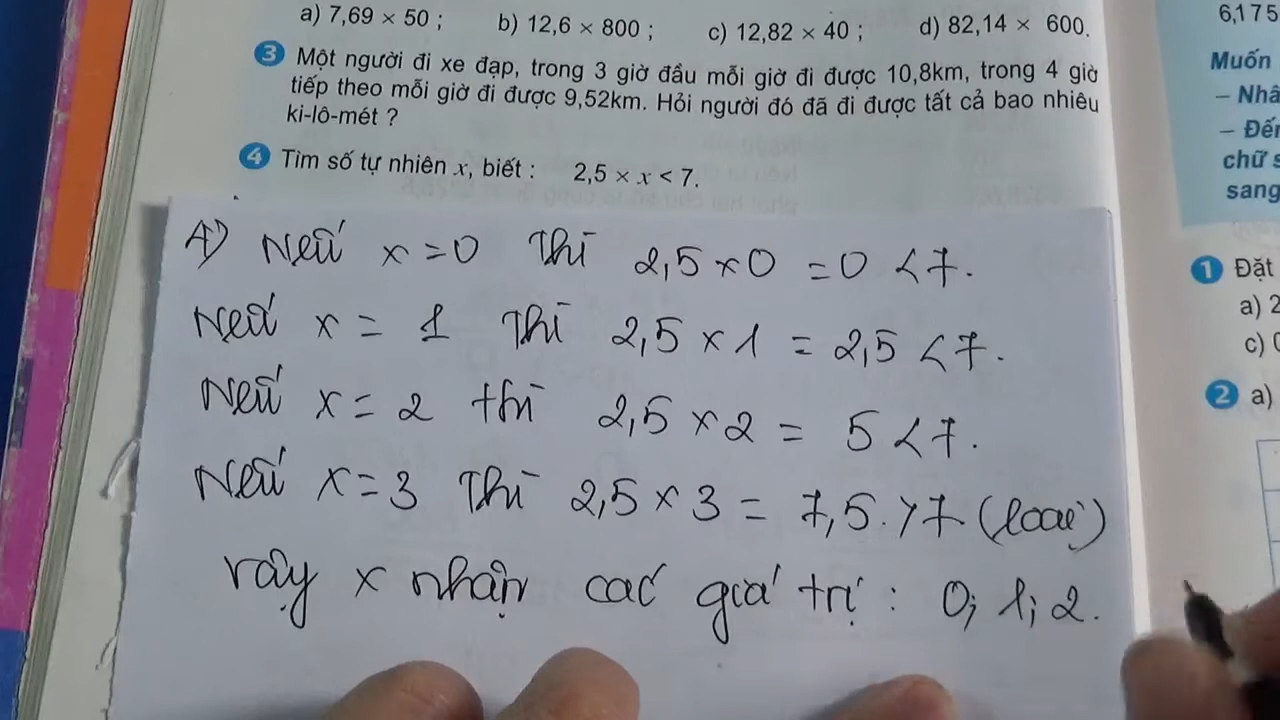 a) 7,69 × 50 ; b) 12,6 × 800 ; c) 12,82 × 40 ; d) 82,14 × 600.
3 Một người đi xe đạp, trong 3 giờ đầu mỗi giờ đi được 10,8km, trong 4 giờ
tiếp theo mỗi giờ đi được 9,52km. Hỏi người đó đã đi được tất cả bao nhiêu
ki-lô-mét ?
4 Tìm số tự nhiên x, biết : 2,5 × x < 7.
4) Nếu x = 0 thì 2,5 × 0 = 0 < 7.
Nếu x = 1 thì 2,5 × 1 = 2,5 < 7.
Nếu x = 2 thì 2,5 × 2 = 5 < 7.
Nếu x = 3 thì 2,5 × 3 = 7,5 > 7 (loại)
vậy x nhận các giá trị : 0; 1; 2.
6,175
Muốn
– Nhâ
– Đếr
chữ s
sang
1 Đặt
a) 2
c) 0
2 a)